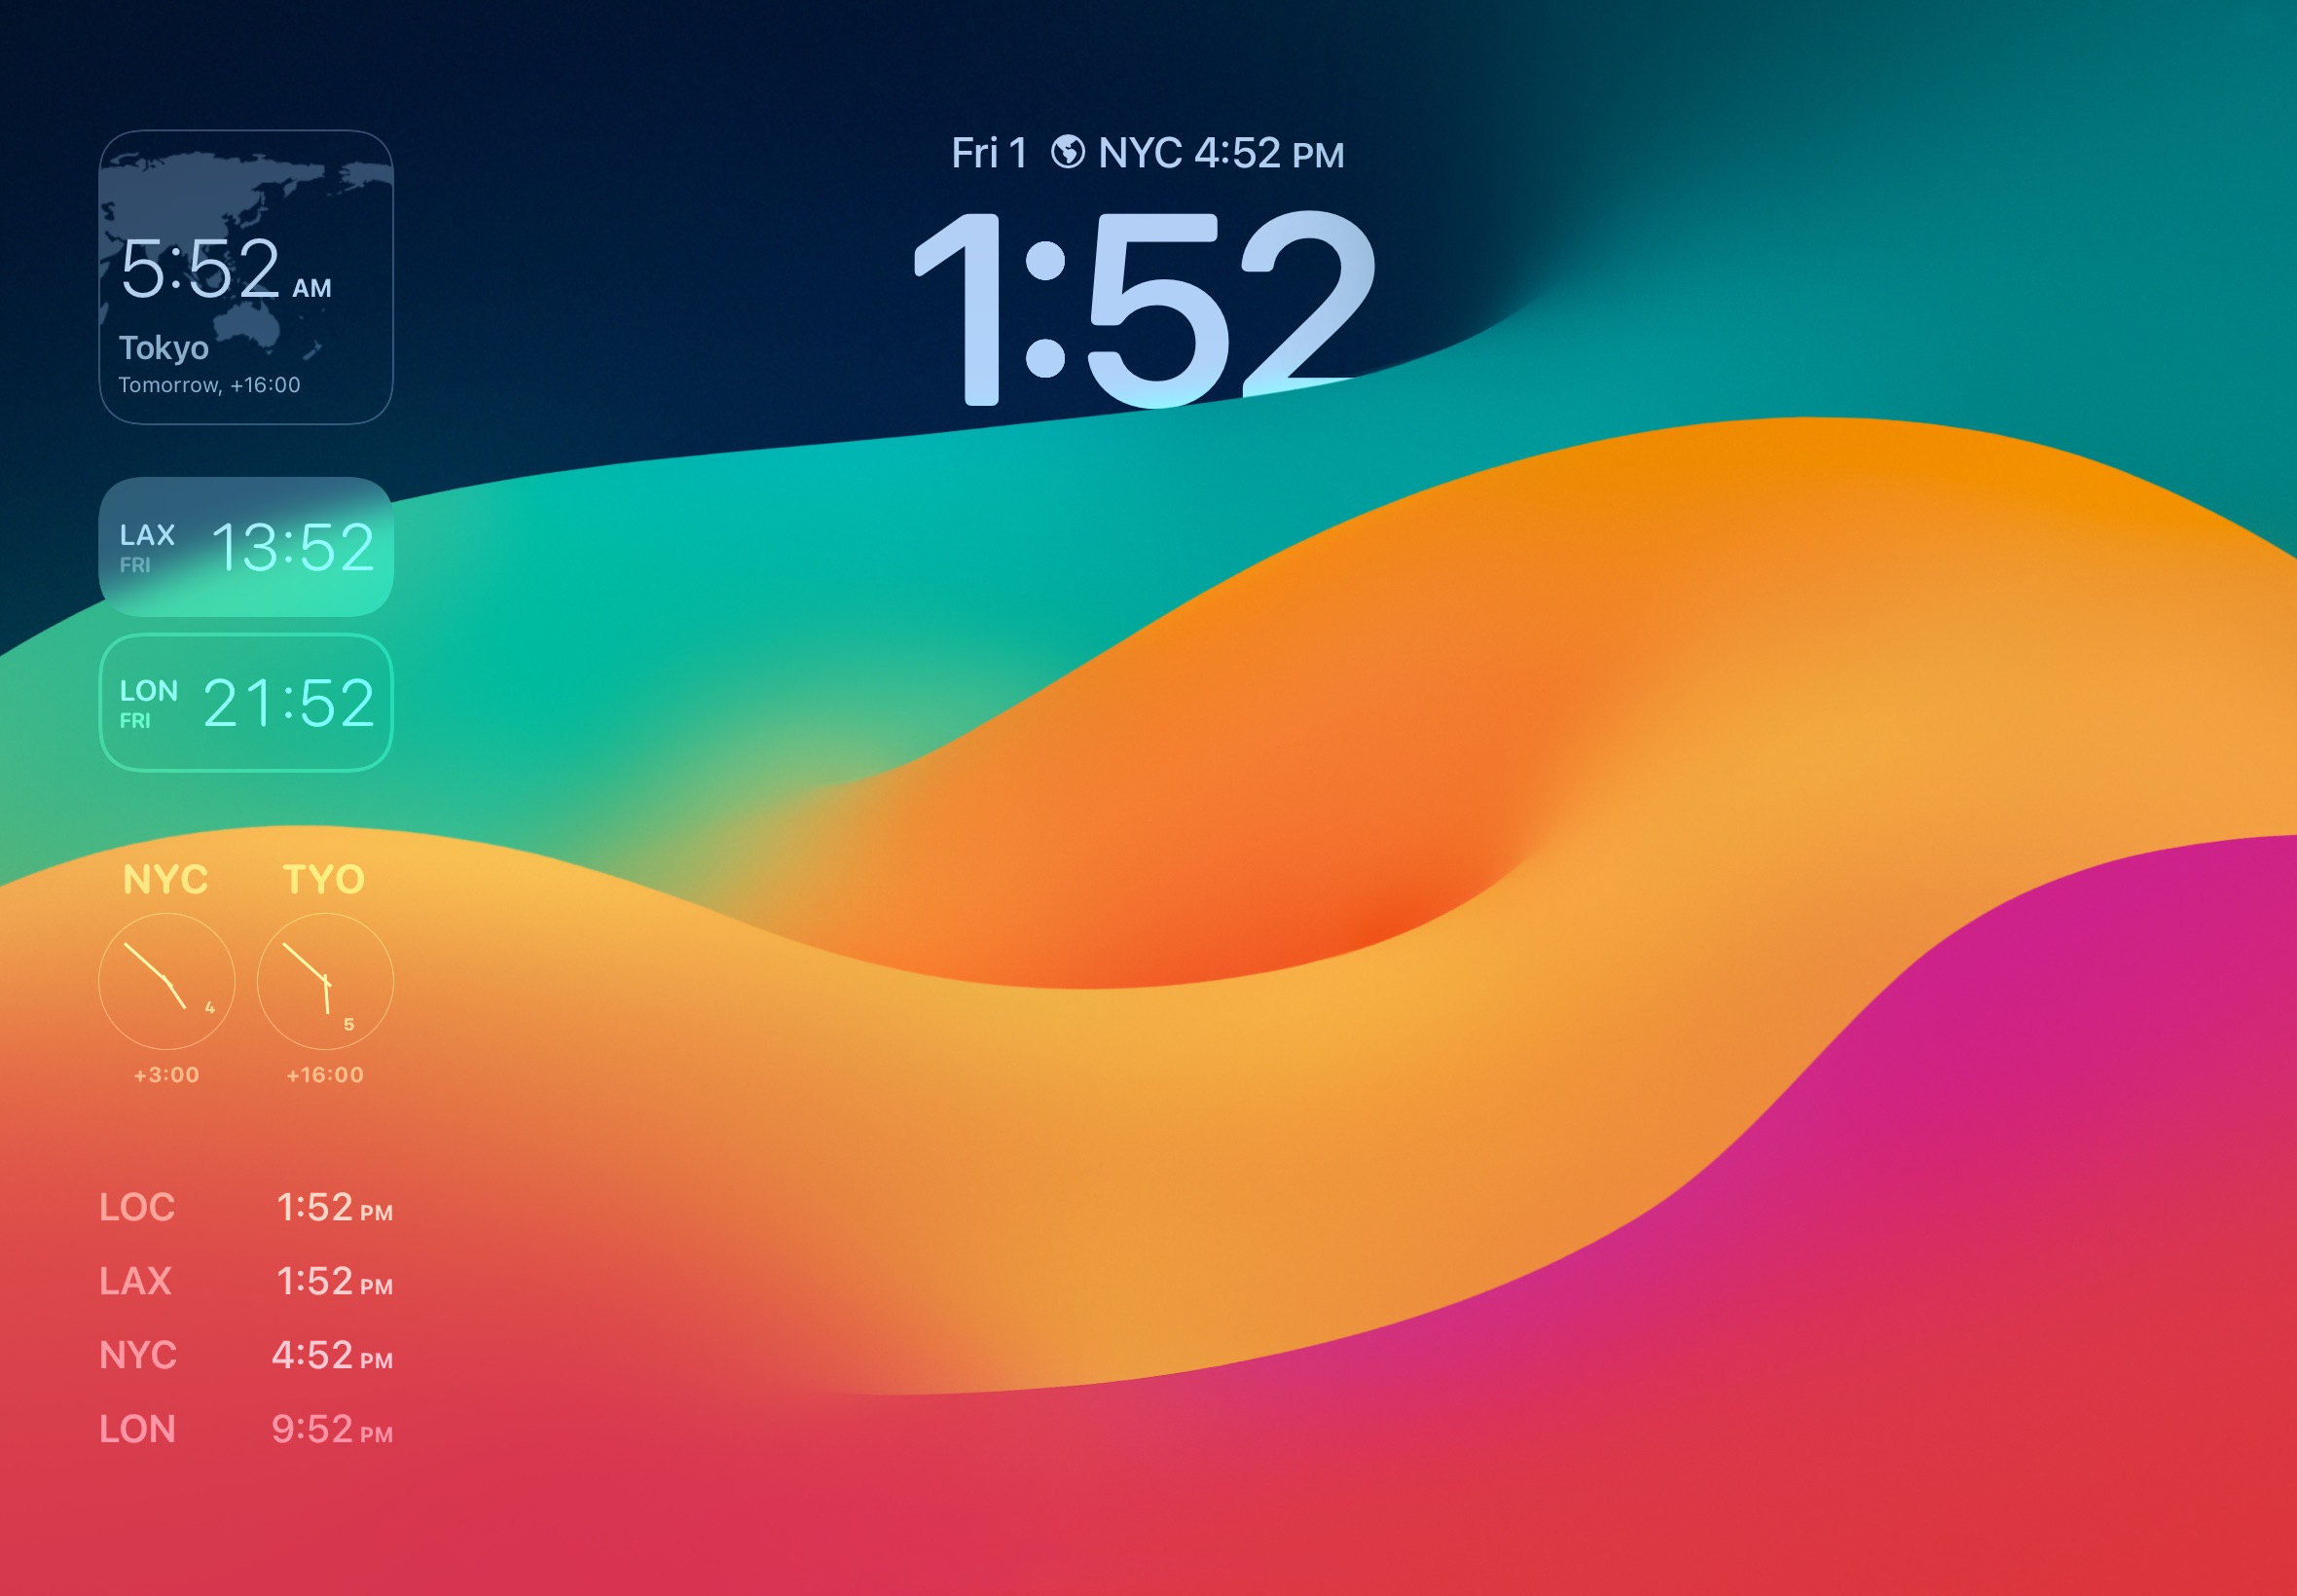 Fri 1 NYC 4:52 PM
1:52
5:52 AM
Tokyo
Tomorrow, +16:00
LAX
FRI
13:52
LON
FRI
21:52
NYC TYO
4 5
+3:00 +16:00
LOC 1:52 PM
LAX 1:52 PM
NYC 4:52 PM
LON 9:52 PM